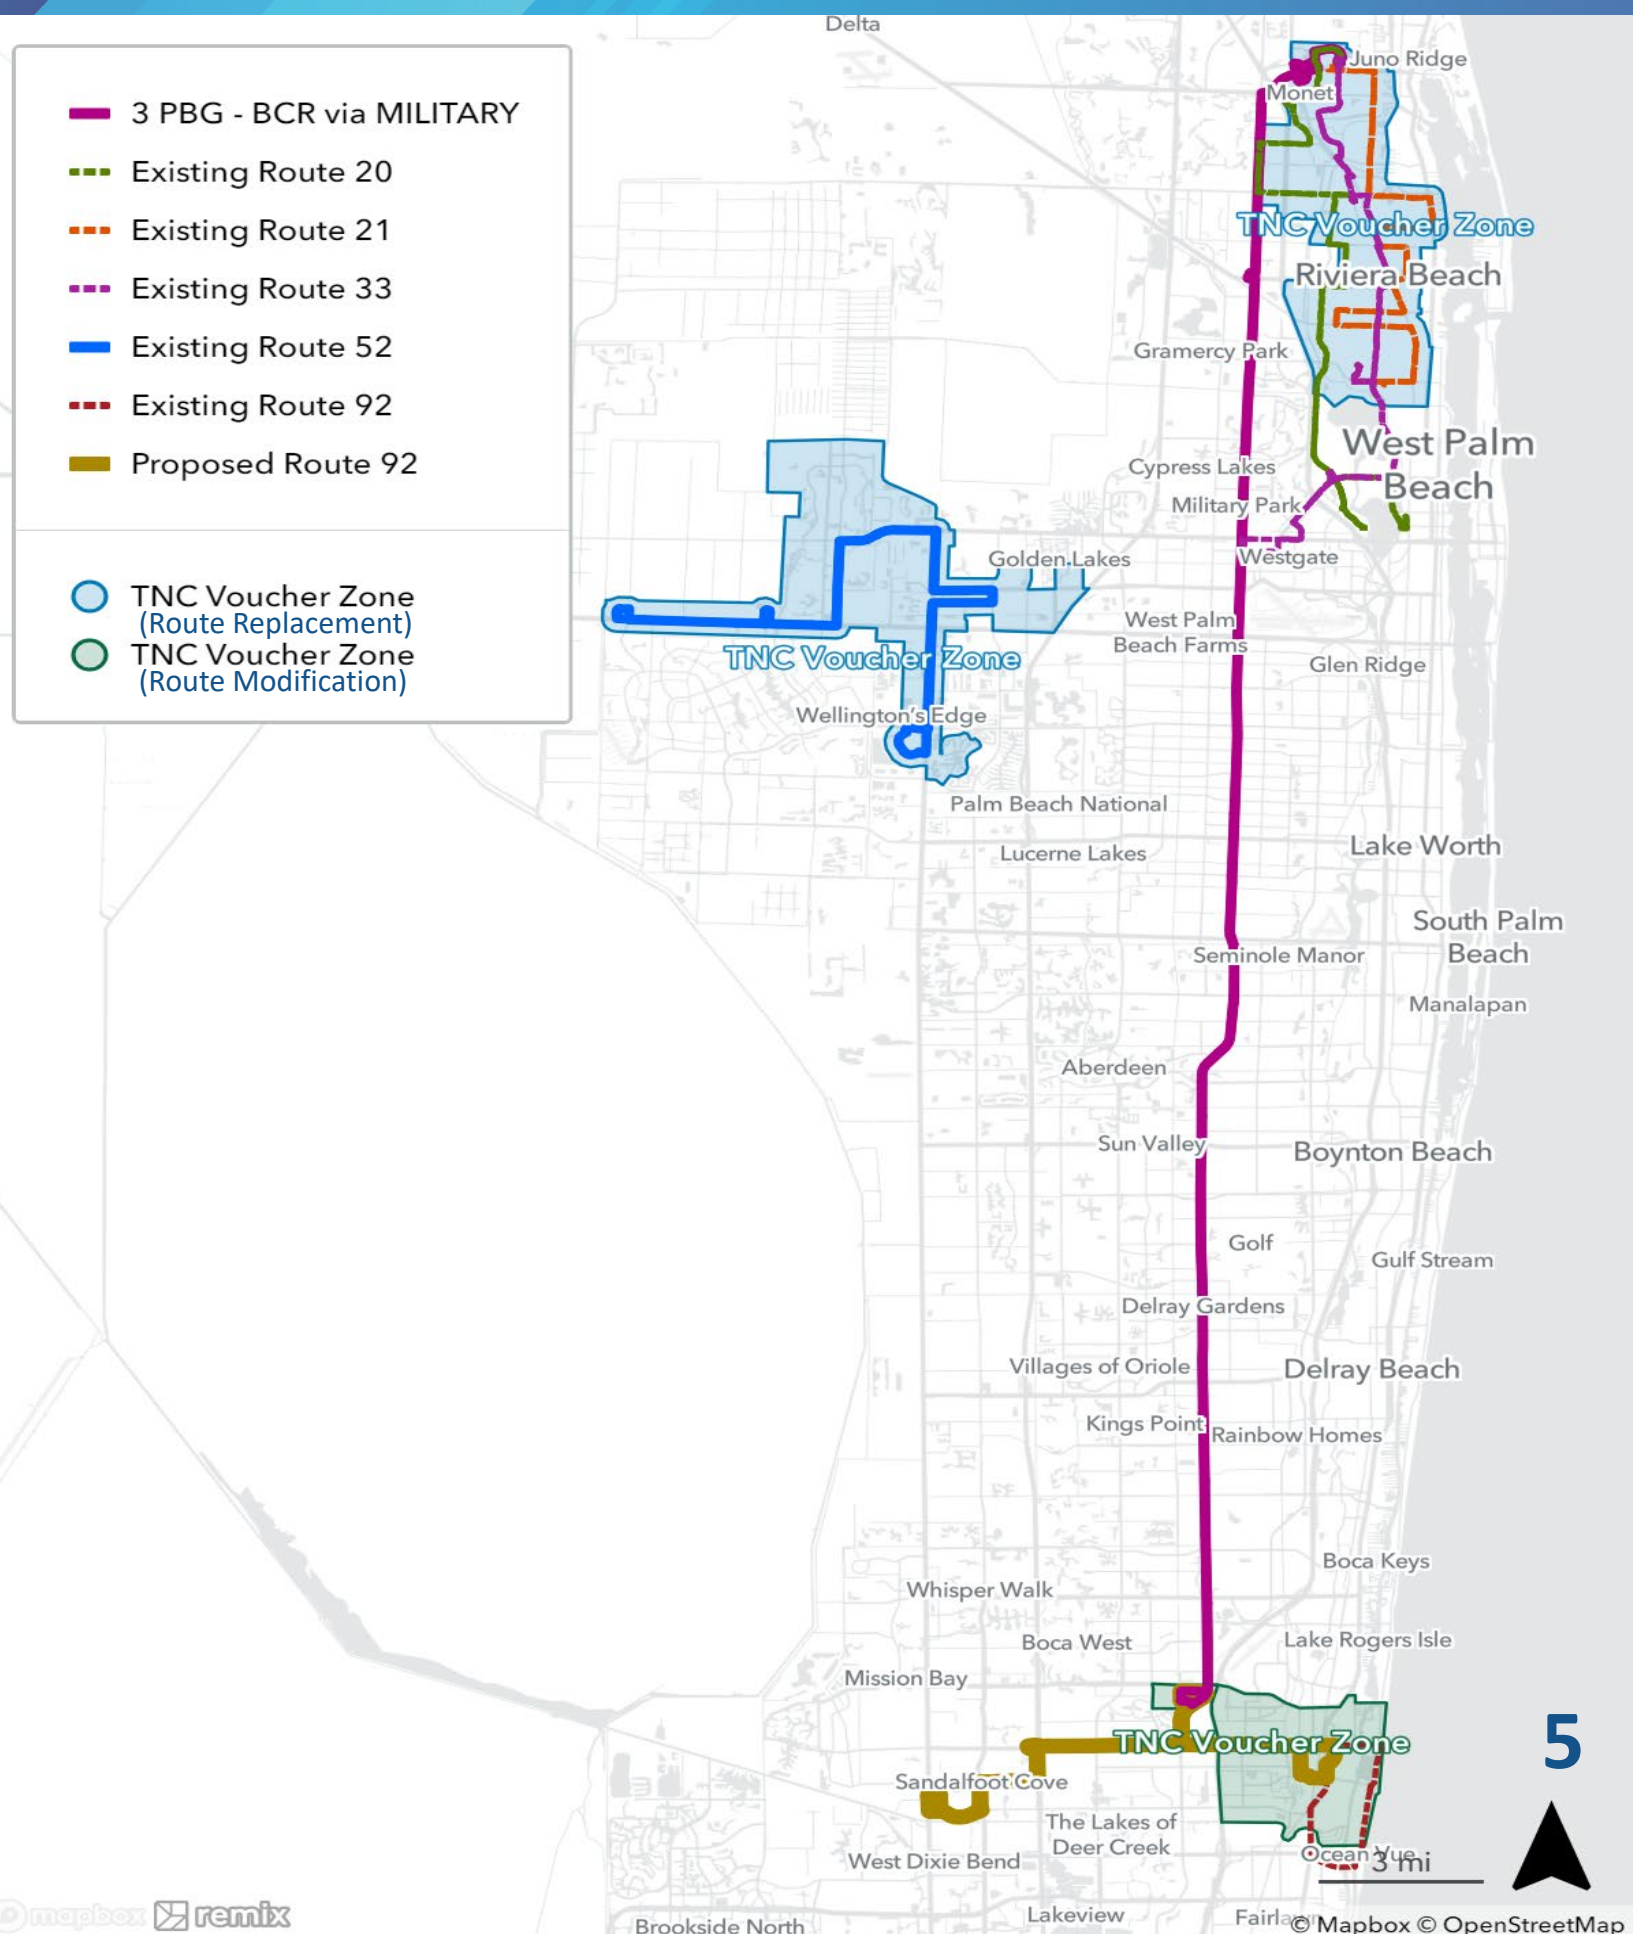 3 PBG - BCR via MILITARY
Existing Route 20
Existing Route 21
Existing Route 33
Existing Route 52
Existing Route 92
Proposed Route 92
TNC Voucher Zone
(Route Replacement)
TNC Voucher Zone
(Route Modification)
Delta
Juno Ridge
Monet
TNC Voucher Zone
Riviera Beach
Gramercy Park
West Palm
Beach
Cypress Lakes
Military Park
Westgate
Golden Lakes
West Palm
Beach Farms
Glen Ridge
TNC Voucher Zone
Wellington's Edge
Palm Beach National
Lucerne Lakes
Lake Worth
South Palm
Beach
Seminole Manor
Manalapan
Aberdeen
Sun Valley
Boynton Beach
Golf
Gulf Stream
Delray Gardens
Villages of Oriole
Delray Beach
Kings Point
Rainbow Homes
Boca Keys
Whisper Walk
Boca West
Lake Rogers Isle
Mission Bay
TNC Voucher Zone
5
Sandalfoot Cove
The Lakes of
Deer Creek
West Dixie Bend
Ocean Vue
3 mi
Lakeview
Brookside North
mapbox remix
© Mapbox © OpenStreetMap